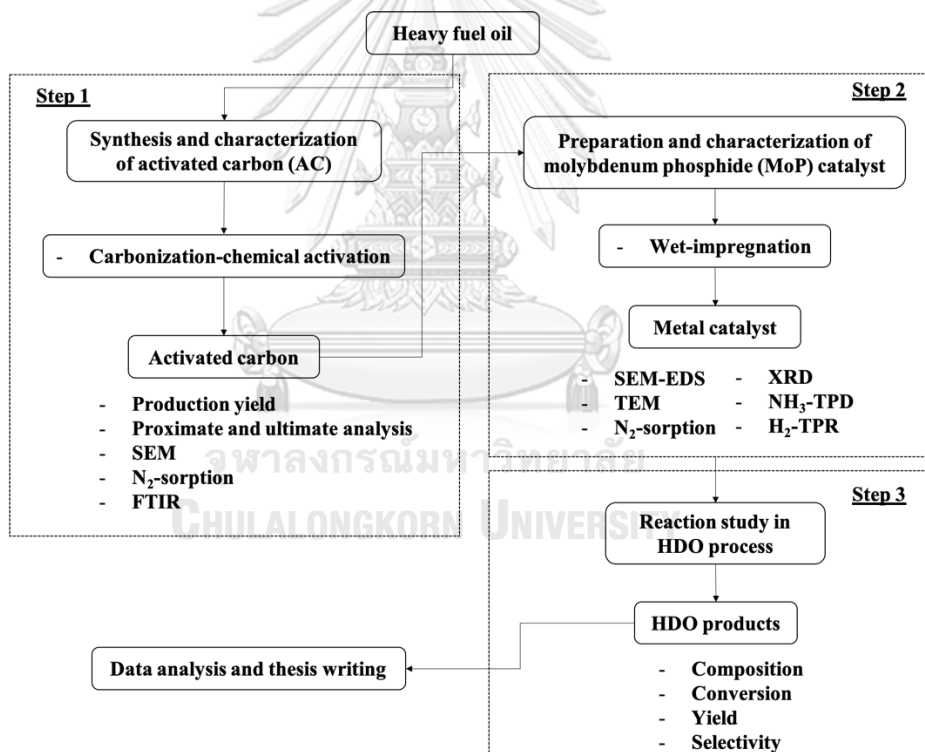 Heavy fuel oil
Step 1
Synthesis and characterization
of activated carbon (AC)
- Carbonization-chemical activation
Activated carbon
- Production yield
- Proximate and ultimate analysis
- SEM
- N₂-sorption
- FTIR
Step 2
Preparation and characterization of
molybdenum phosphide (MoP) catalyst
- Wet-impregnation
Metal catalyst
- SEM-EDS - XRD
- TEM - NH₃-TPD
- N₂-sorption - H₂-TPR
Step 3
Reaction study in
HDO process
HDO products
- Composition
- Conversion
- Yield
- Selectivity
Data analysis and thesis writing
จุฬาลงกรณ์มหาวิทยาลัย
CHULALONGKORN UNIVERSITY